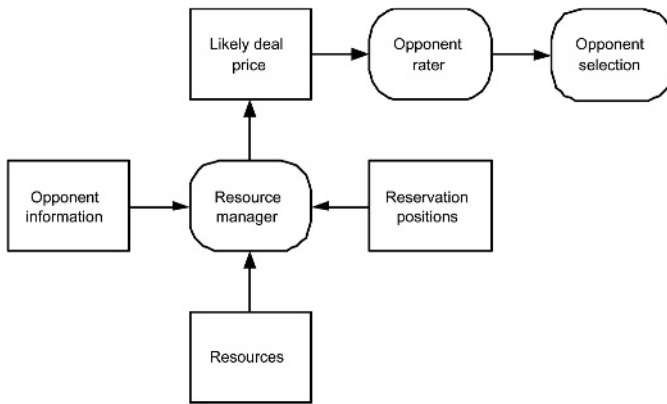 Likely deal
price
Opponent
rater
Opponent
selection
Opponent
information
Resource
manager
Reservation
positions
Resources